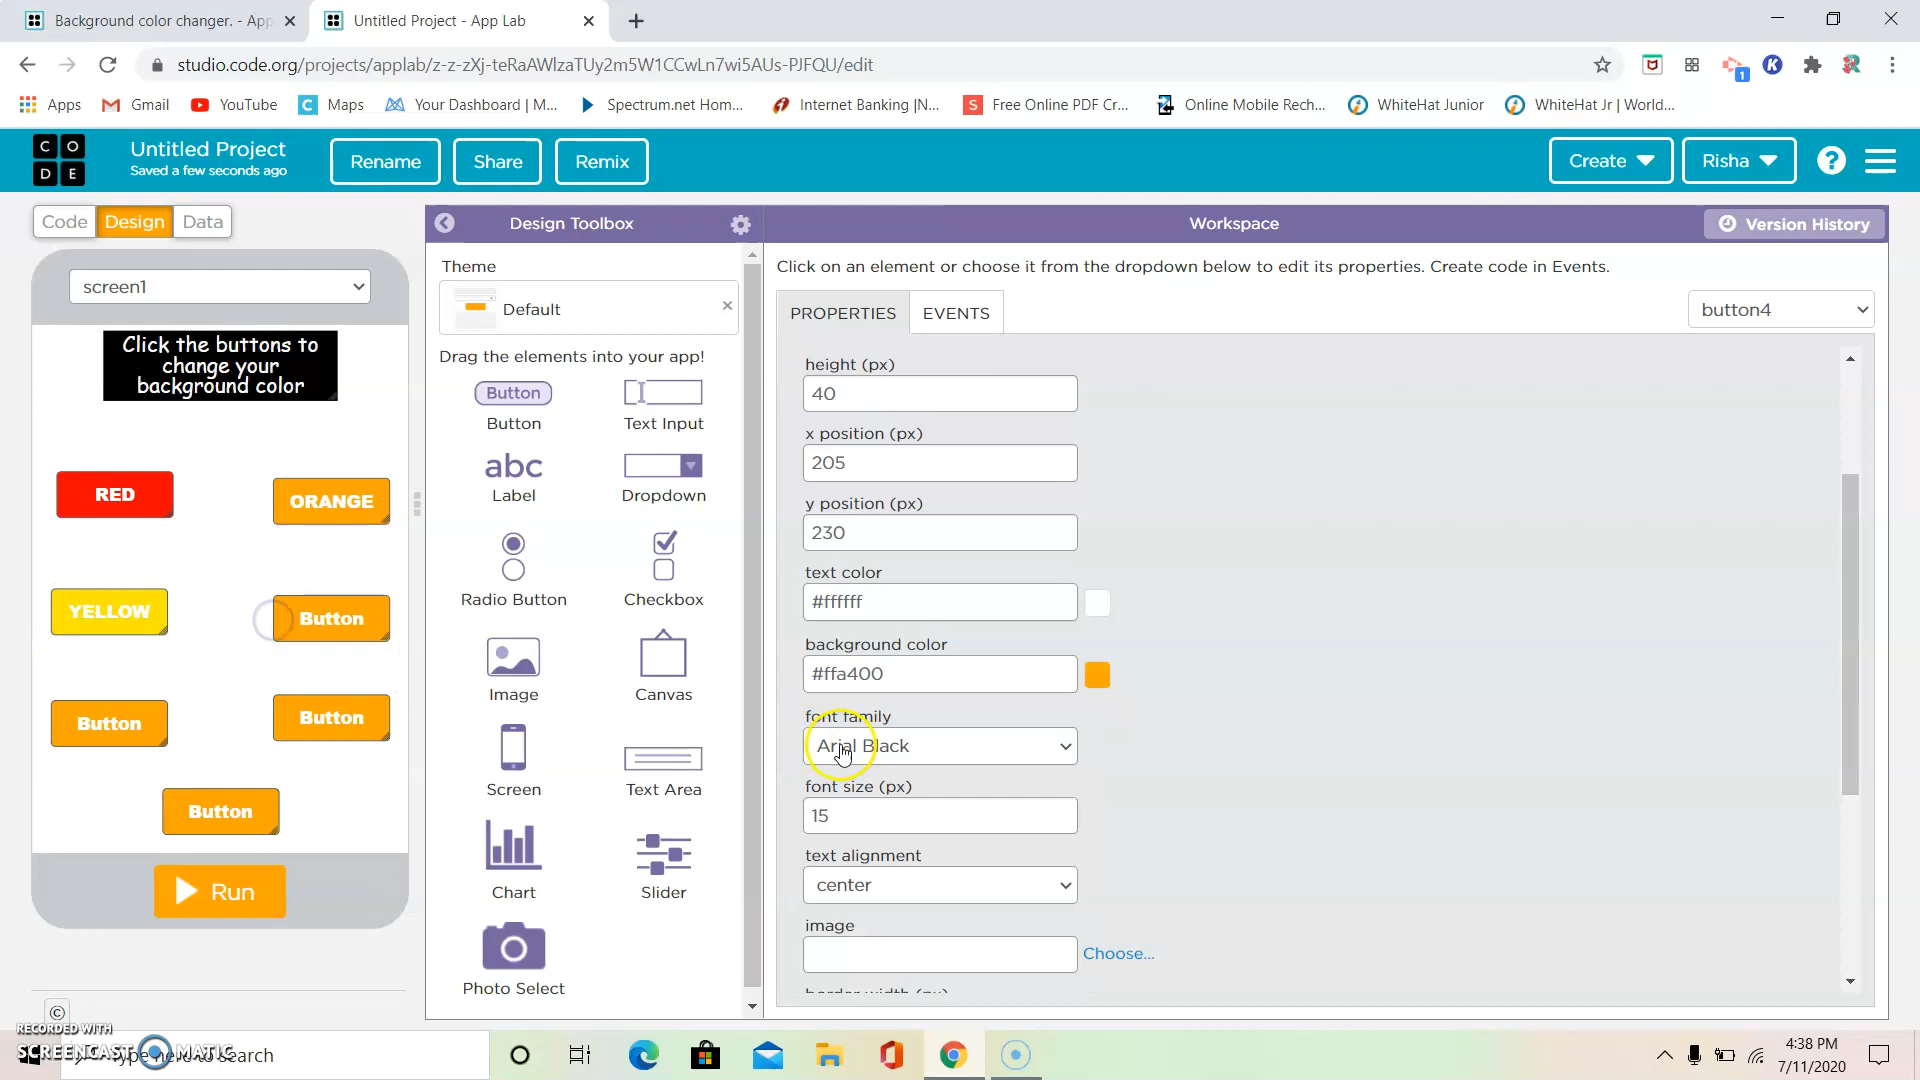 Background color changer. - App
Untitled Project - App Lab
studio.code.org/projects/applab/z-z-zXj-teRaAWlzaTUy2m5W1CCwLn7wi5AUs-PJFQU/edit
1
K
Apps
Gmail
YouTube
C Maps
Your Dashboard | M...
Spectrum.net Hom...
Internet Banking |N...
S Free Online PDF Cr...
Online Mobile Rech...
WhiteHat Junior
WhiteHat Jr | World...
C O
D E
Untitled Project
Saved a few seconds ago
Rename
Share
Remix
Create
Risha
?
Code
Design
Data
Design Toolbox
Workspace
Version History
screen1
Click the buttons to
change your
background color
RED
ORANGE
YELLOW
Button
Button
Button
Button
Run
Theme
Default
Drag the elements into your app!
Button
Button
Text Input
abc
Label
Dropdown
Radio Button
Checkbox
Image
Canvas
Screen
Text Area
Chart
Slider
Photo Select
Click on an element or choose it from the dropdown below to edit its properties. Create code in Events.
PROPERTIES
EVENTS
button4
height (px)
40
x position (px)
205
y position (px)
230
text color
#ffffff
background color
#ffa400
font family
Arial Black
font size (px)
15
text alignment
center
image
Choose...
border width (px)
©
RECORDED WITH
SCREENCAST MATIC
Type here to search
4:38 PM
7/11/2020